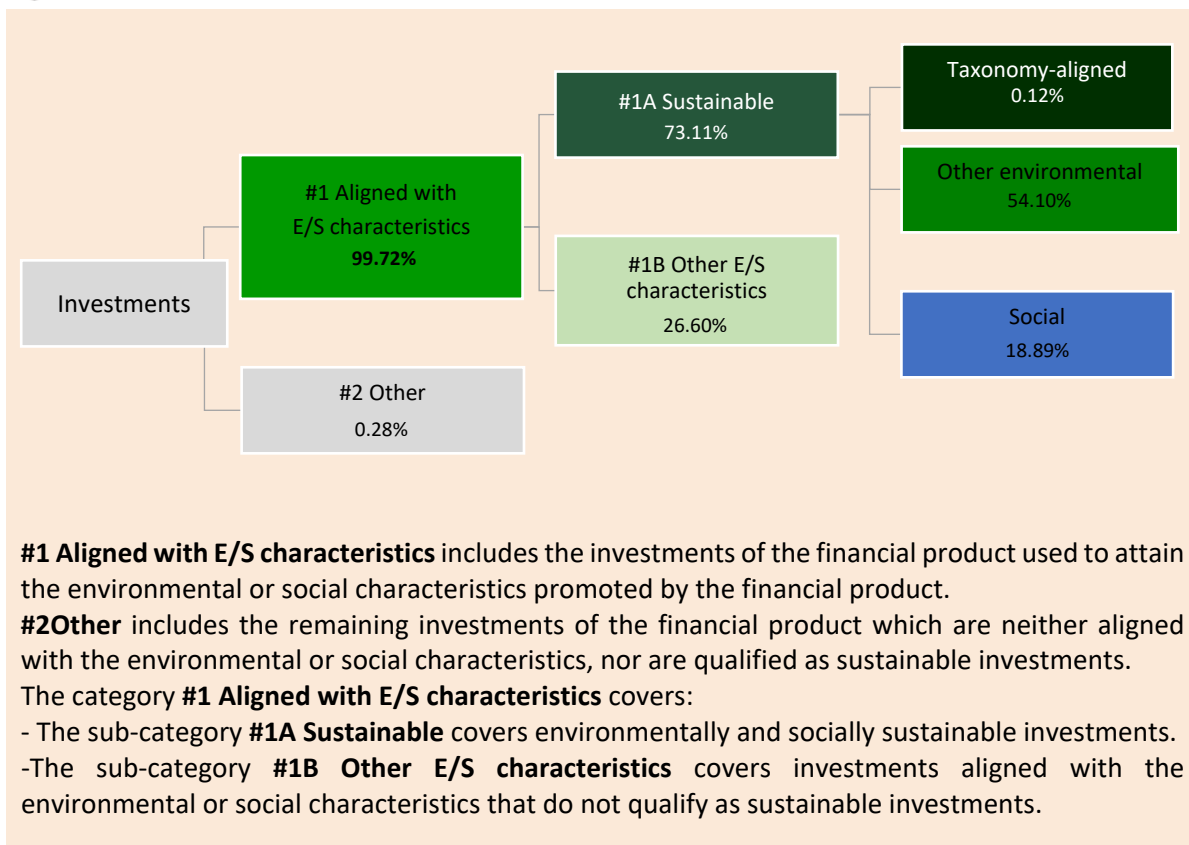 Investments
#1 Aligned with
E/S characteristics
99.72%
#2 Other
0.28%
#1A Sustainable
73.11%
#1B Other E/S
characteristics
26.60%
Taxonomy-aligned
0.12%
Other environmental
54.10%
Social
18.89%
#1 Aligned with E/S characteristics includes the investments of the financial product used to attain
the environmental or social characteristics promoted by the financial product.
#2Other includes the remaining investments of the financial product which are neither aligned
with the environmental or social characteristics, nor are qualified as sustainable investments.
The category #1 Aligned with E/S characteristics covers:
- The sub-category #1A Sustainable covers environmentally and socially sustainable investments.
-The sub-category #1B Other E/S characteristics covers investments aligned with the
environmental or social characteristics that do not qualify as sustainable investments.